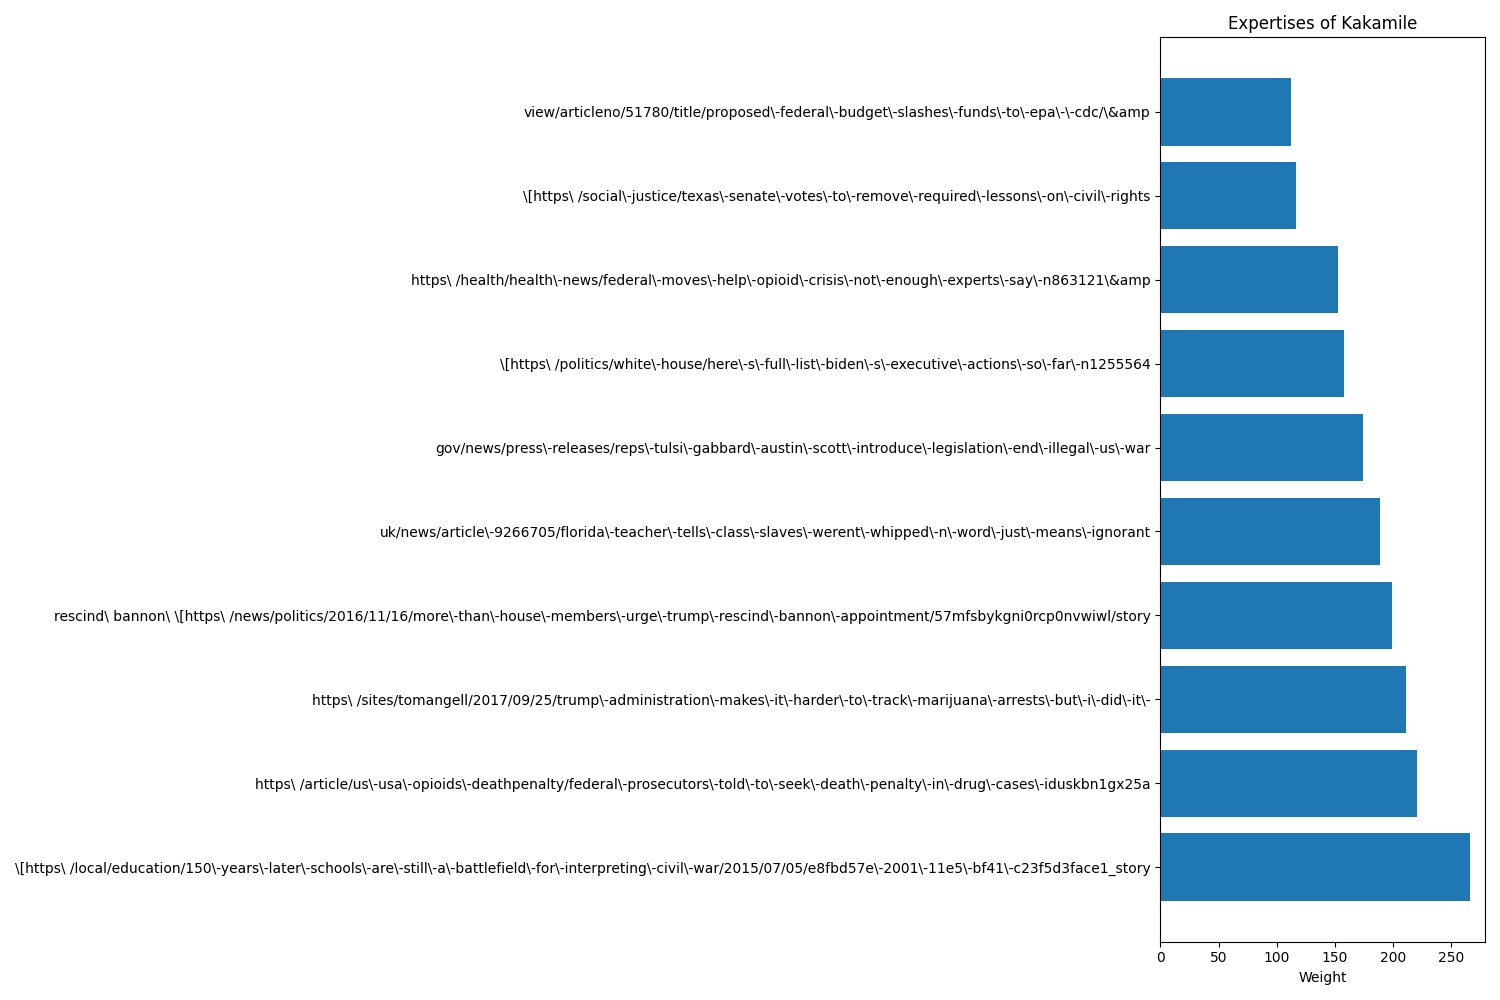 Expertises of Kakamile
view/articleno/51780/title/proposed\-federal\-budget\-slashes\-funds\-to\-epa\-\-cdc/\&amp
\[https\ /social\-justice/texas\-senate\-votes\-to\-remove\-required\-lessons\-on\-civil\-rights
https\ /health/health\-news/federal\-moves\-help\-opioid\-crisis\-not\-enough\-experts\-say\-n863121\&amp
\[https\ /politics/white\-house/here\-s\-full\-list\-biden\-s\-executive\-actions\-so\-far\-n1255564
gov/news/press\-releases/reps\-tulsi\-gabbard\-austin\-scott\-introduce\-legislation\-end\-illegal\-us\-war
uk/news/article\-9266705/florida\-teacher\-tells\-class\-slaves\-werent\-whipped\-n\-word\-just\-means\-ignorant
rescind\ bannon\ \[https\ /news/politics/2016/11/16/more\-than\-house\-members\-urge\-trump\-rescind\-bannon\-appointment/57mfsbykgni0rcp0nvwiwl/story
https\ /sites/tomangell/2017/09/25/trump\-administration\-makes\-it\-harder\-to\-track\-marijuana\-arrests\-but\-i\-did\-it\-
https\ /article/us\-usa\-opioids\-deathpenalty/federal\-prosecutors\-told\-to\-seek\-death\-penalty\-in\-drug\-cases\-iduskbn1gx25a
\[https\ /local/education/150\-years\-later\-schools\-are\-still\-a\-battlefield\-for\-interpreting\-civil\-war/2015/07/05/e8fbd57e\-2001\-11e5\-bf41\-c23f5d3face1_story
0 50 100 150 200 250
Weight